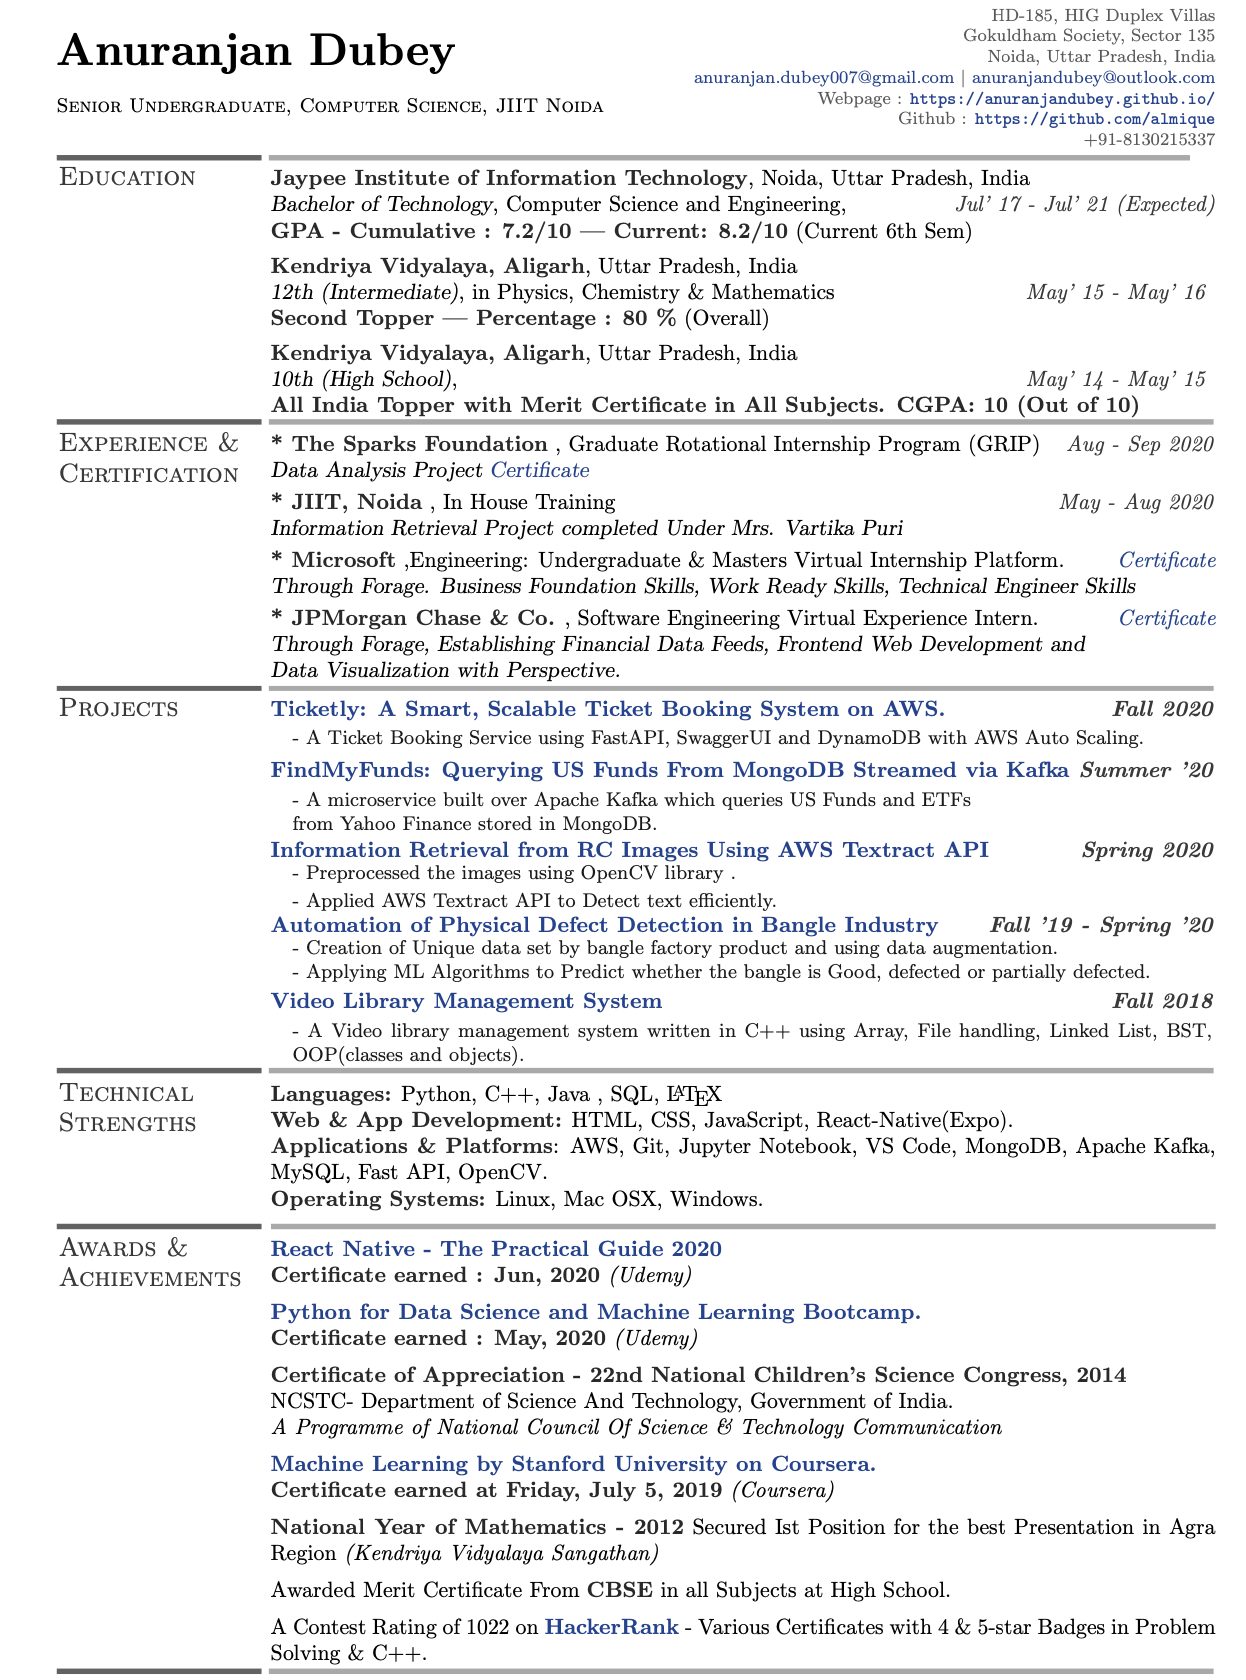 Anuranjan Dubey
Senior Undergraduate, Computer Science, JIIT Noida
HD-185, HIG Duplex Villas
Gokuldham Society, Sector 135
Noida, Uttar Pradesh, India
anuranjan.dubey007@gmail.com | anuranjandubey@outlook.com
Webpage : https://anuranjandubey.github.io/
Github : https://github.com/almique
+91-8130215337
Education
Jaypee Institute of Information Technology, Noida, Uttar Pradesh, India
Bachelor of Technology, Computer Science and Engineering, Jul' 17 - Jul' 21 (Expected)
GPA - Cumulative : 7.2/10 — Current: 8.2/10 (Current 6th Sem)
Kendriya Vidyalaya, Aligarh, Uttar Pradesh, India
12th (Intermediate), in Physics, Chemistry & Mathematics May' 15 - May' 16
Second Topper — Percentage : 80 % (Overall)
Kendriya Vidyalaya, Aligarh, Uttar Pradesh, India
10th (High School), May' 14 - May' 15
All India Topper with Merit Certificate in All Subjects. CGPA: 10 (Out of 10)
Experience &
Certification
* The Sparks Foundation , Graduate Rotational Internship Program (GRIP) Aug - Sep 2020
Data Analysis Project Certificate
* JIIT, Noida , In House Training May - Aug 2020
Information Retrieval Project completed Under Mrs. Vartika Puri
* Microsoft ,Engineering: Undergraduate & Masters Virtual Internship Platform. Certificate
Through Forage. Business Foundation Skills, Work Ready Skills, Technical Engineer Skills
* JPMorgan Chase & Co. , Software Engineering Virtual Experience Intern. Certificate
Through Forage, Establishing Financial Data Feeds, Frontend Web Development and
Data Visualization with Perspective.
Projects
Ticketly: A Smart, Scalable Ticket Booking System on AWS. Fall 2020
- A Ticket Booking Service using FastAPI, SwaggerUI and DynamoDB with AWS Auto Scaling.
FindMyFunds: Querying US Funds From MongoDB Streamed via Kafka Summer '20
- A microservice built over Apache Kafka which queries US Funds and ETFs
from Yahoo Finance stored in MongoDB.
Information Retrieval from RC Images Using AWS Textract API Spring 2020
- Preprocessed the images using OpenCV library .
- Applied AWS Textract API to Detect text efficiently.
Automation of Physical Defect Detection in Bangle Industry Fall '19 - Spring '20
- Creation of Unique data set by bangle factory product and using data augmentation.
- Applying ML Algorithms to Predict whether the bangle is Good, defected or partially defected.
Video Library Management System Fall 2018
- A Video library management system written in C++ using Array, File handling, Linked List, BST,
OOP(classes and objects).
Technical
Strengths
Languages: Python, C++, Java , SQL, LATEX
Web & App Development: HTML, CSS, JavaScript, React-Native(Expo).
Applications & Platforms: AWS, Git, Jupyter Notebook, VS Code, MongoDB, Apache Kafka,
MySQL, Fast API, OpenCV.
Operating Systems: Linux, Mac OSX, Windows.
Awards &
Achievements
React Native - The Practical Guide 2020
Certificate earned : Jun, 2020 (Udemy)
Python for Data Science and Machine Learning Bootcamp.
Certificate earned : May, 2020 (Udemy)
Certificate of Appreciation - 22nd National Children's Science Congress, 2014
NCSTC- Department of Science And Technology, Government of India.
A Programme of National Council Of Science & Technology Communication
Machine Learning by Stanford University on Coursera.
Certificate earned at Friday, July 5, 2019 (Coursera)
National Year of Mathematics - 2012 Secured Ist Position for the best Presentation in Agra
Region (Kendriya Vidyalaya Sangathan)
Awarded Merit Certificate From CBSE in all Subjects at High School.
A Contest Rating of 1022 on HackerRank - Various Certificates with 4 & 5-star Badges in Problem
Solving & C++.